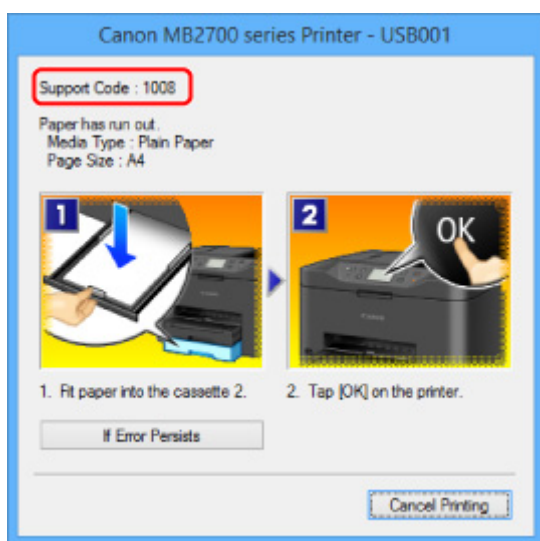 Canon MB2700 series Printer - USB001
Support Code : 1008
Paper has run out.
Media Type : Plain Paper
Page Size : A4
1
2
OK
Canon
1. Fit paper into the cassette 2.
2. Tap [OK] on the printer.
If Error Persists
Cancel Printing